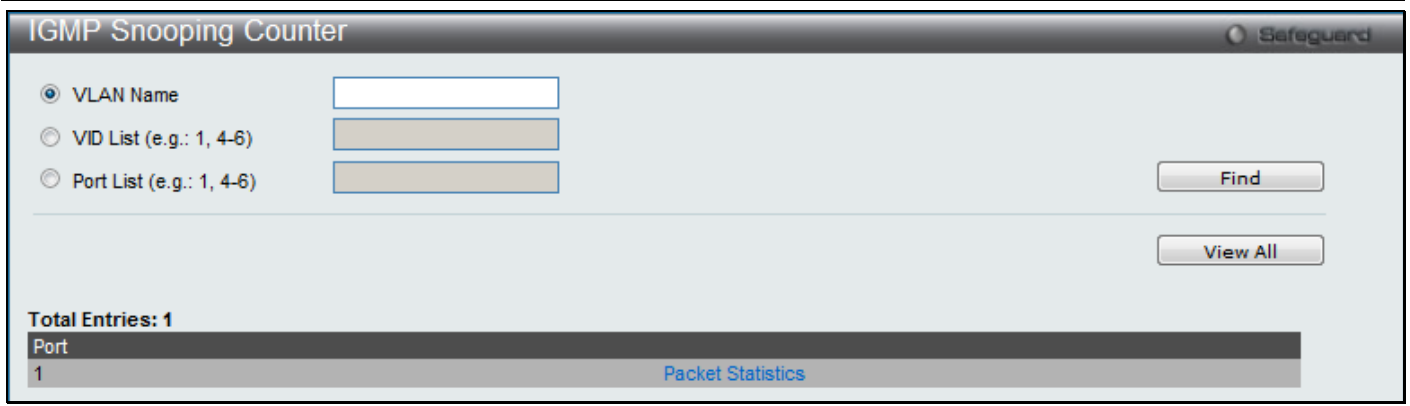 IGMP Snooping Counter
Safeguard
VLAN Name
VID List (e.g.: 1, 4-6)
Port List (e.g.: 1, 4-6)
Find
View All
Total Entries: 1
Port
1 Packet Statistics